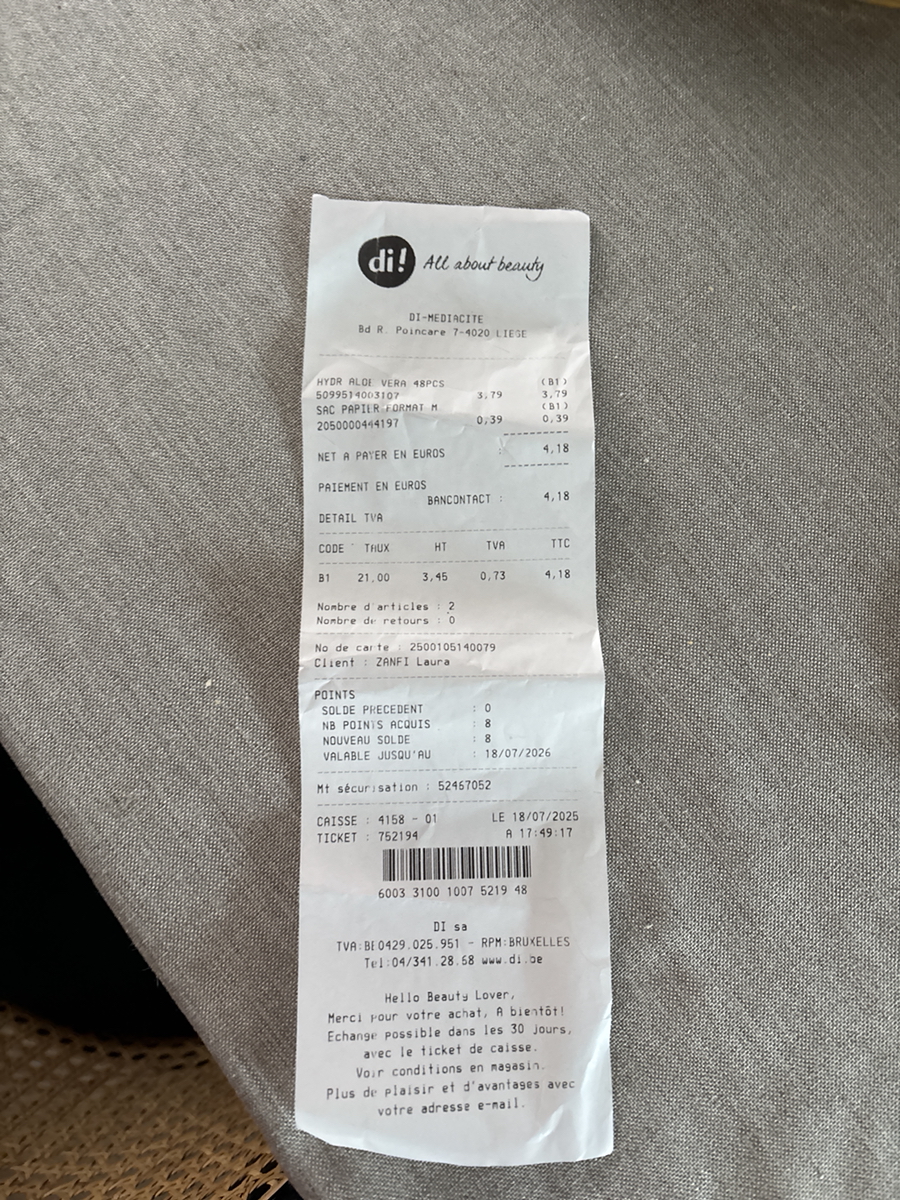 di! All about beauty
DI-MEDIACITE
Bd R. Poincare 7-4020 LIEGE
HYDR ALOE VERA 48PCS (B1)
5099514003107 3,79 3,79
SAC PAPIER FORMAT M (B1)
2050000444197 0,39 0,39
NET A PAYER EN EUROS : 4,18
PAIEMENT EN EUROS
BANCONTACT : 4,18
DETAIL TVA
CODE TAUX HT TVA TTC
B1 21,00 3,45 0,73 4,18
Nombre d'articles : 2
Nombre de retours : 0
No de carte : 2500105140079
Client : ZANFI Laura
POINTS
SOLDE PRECEDENT : 0
NB POINTS ACQUIS : 8
NOUVEAU SOLDE : 8
VALABLE JUSQU'AU : 18/07/2026
Mt sécurisation : 52467052
CAISSE : 4158 - 01 LE 18/07/2025
TICKET : 752194 A 17:49:17
6003 3100 1007 5219 48
DI sa
TVA:BE0429.025.951 - RPM:BRUXELLES
Tel:04/341.28.68 www.di.be
Hello Beauty Lover,
Merci pour votre achat, A bientôt!
Echange possible dans les 30 jours,
avec le ticket de caisse.
Voir conditions en magasin.
Plus de plaisir et d'avantages avec
votre adresse e-mail.